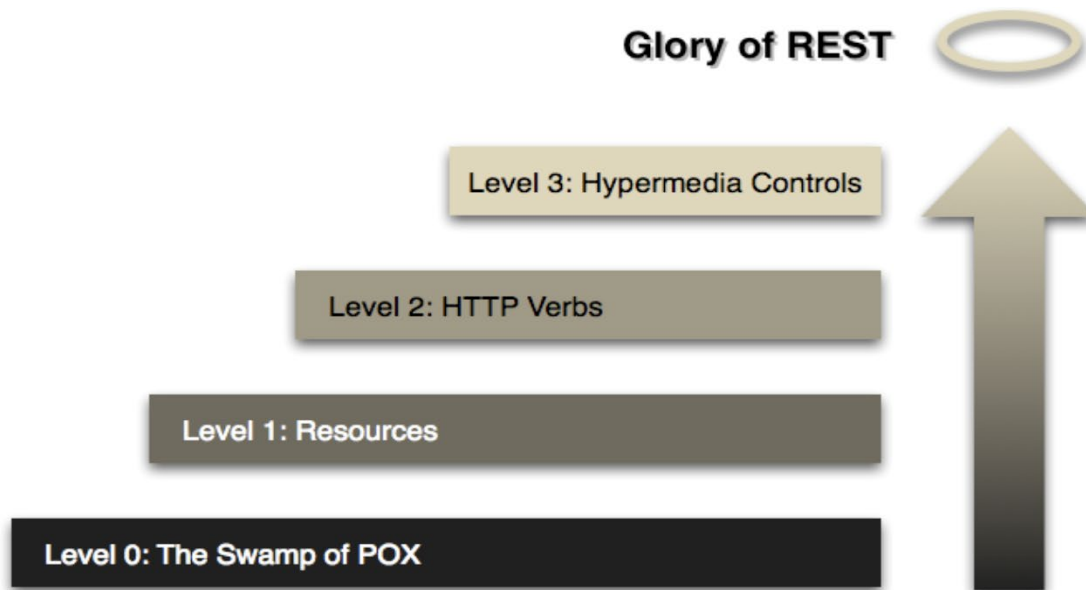 Glory of REST
Level 3: Hypermedia Controls
Level 2: HTTP Verbs
Level 1: Resources
Level 0: The Swamp of POX